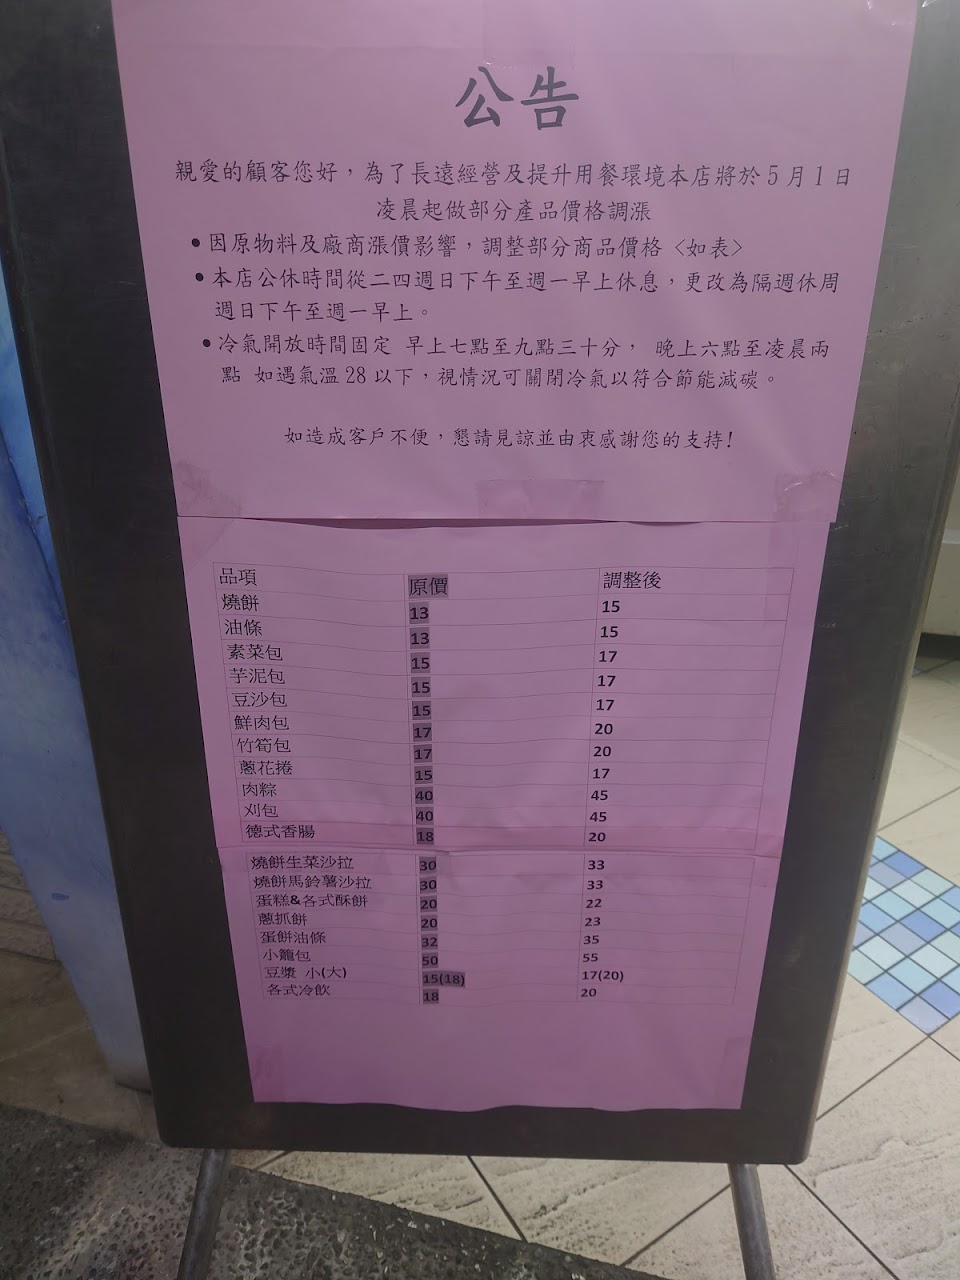 公告
親愛的顧客您好，為了長遠經營及提升用餐環境本店將於 5 月 1 日
凌晨起做部分產品價格調漲
•因原物料及廠商漲價影響，調整部分商品價格〈如表〉
•本店公休時間從二四週日下午至週一早上休息，更改為隔週休周
週日下午至週一早上。
•冷氣開放時間固定 早上七點至九點三十分， 晚上六點至凌晨兩
點 如遇氣溫 28 以下，視情況可關閉冷氣以符合節能減碳。
如造成客戶不便，懇請見諒並由衷感謝您的支持!
品項 原價 調整後
燒餅 13 15
油條 13 15
素菜包 15 17
芋泥包 15 17
豆沙包 15 17
鮮肉包 17 20
竹筍包 17 20
蔥花捲 15 17
肉粽 40 45
刈包 40 45
德式香腸 18 20
燒餅生菜沙拉 30 33
燒餅馬鈴薯沙拉 30 33
蛋糕&各式酥餅 20 22
蔥抓餅 20 23
蛋餅油條 32 35
小籠包 50 55
豆漿 小(大) 15(18) 17(20)
各式冷飲 18 20